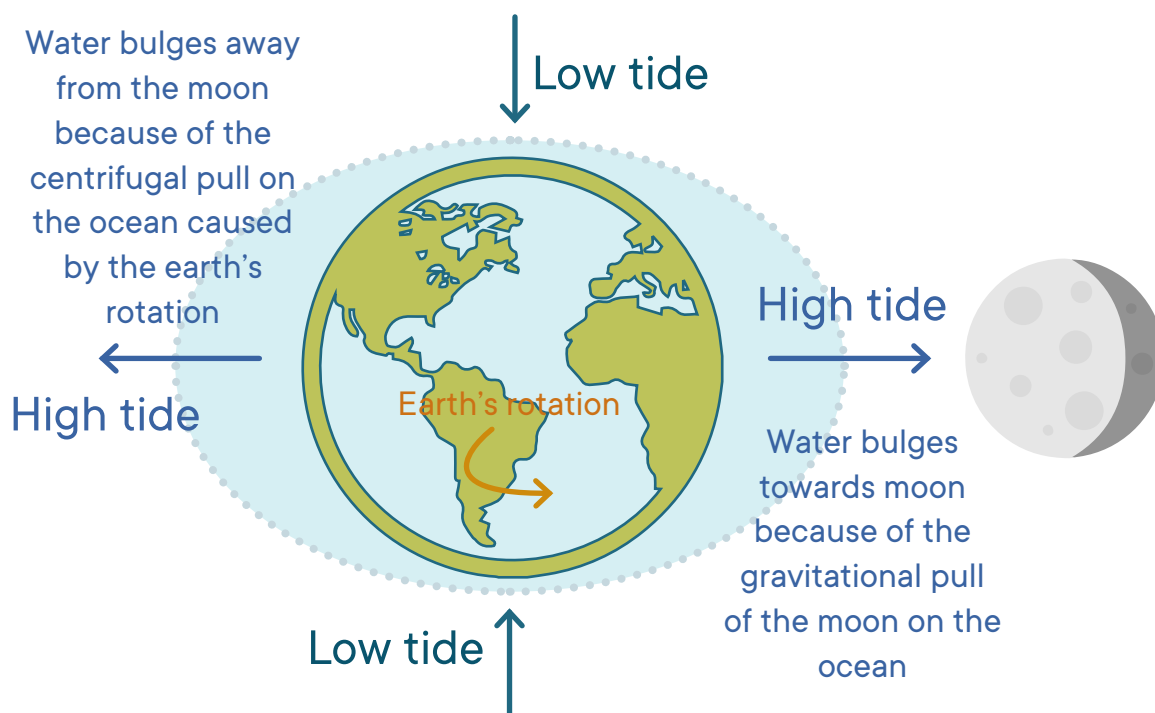 Water bulges away
from the moon
because of the
centrifugal pull on
the ocean caused
by the earth's
rotation
High tide
Low tide
Earth's rotation
High tide
Water bulges
towards moon
because of the
gravitational pull
of the moon on the
ocean
Low tide